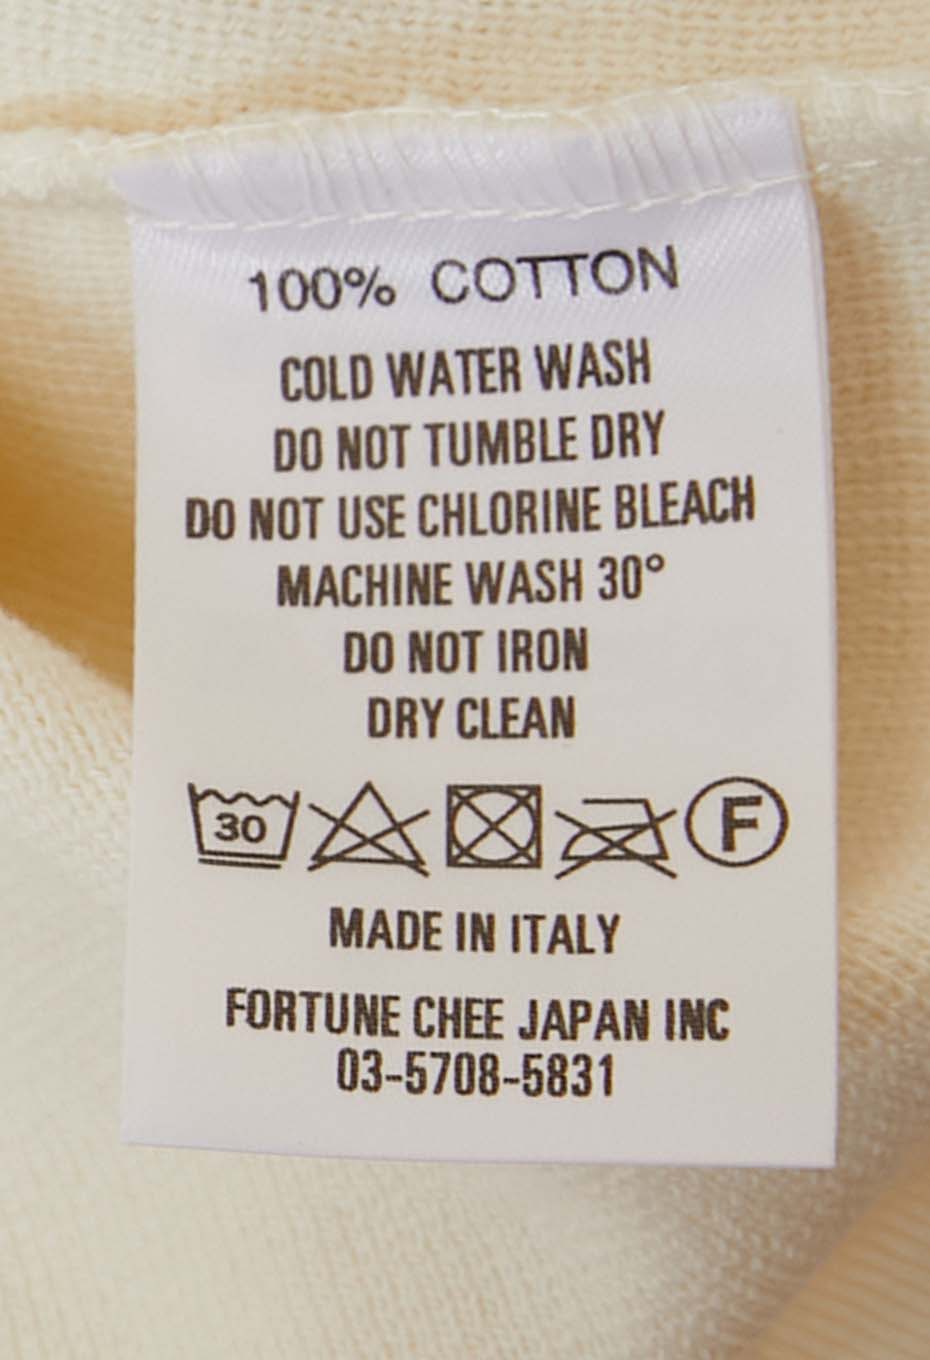 100% COTTON
COLD WATER WASH
DO NOT TUMBLE DRY
DO NOT USE CHLORINE BLEACH
MACHINE WASH 30°
DO NOT IRON
DRY CLEAN
30 F
MADE IN ITALY
FORTUNE CHEE JAPAN INC
03-5708-5831